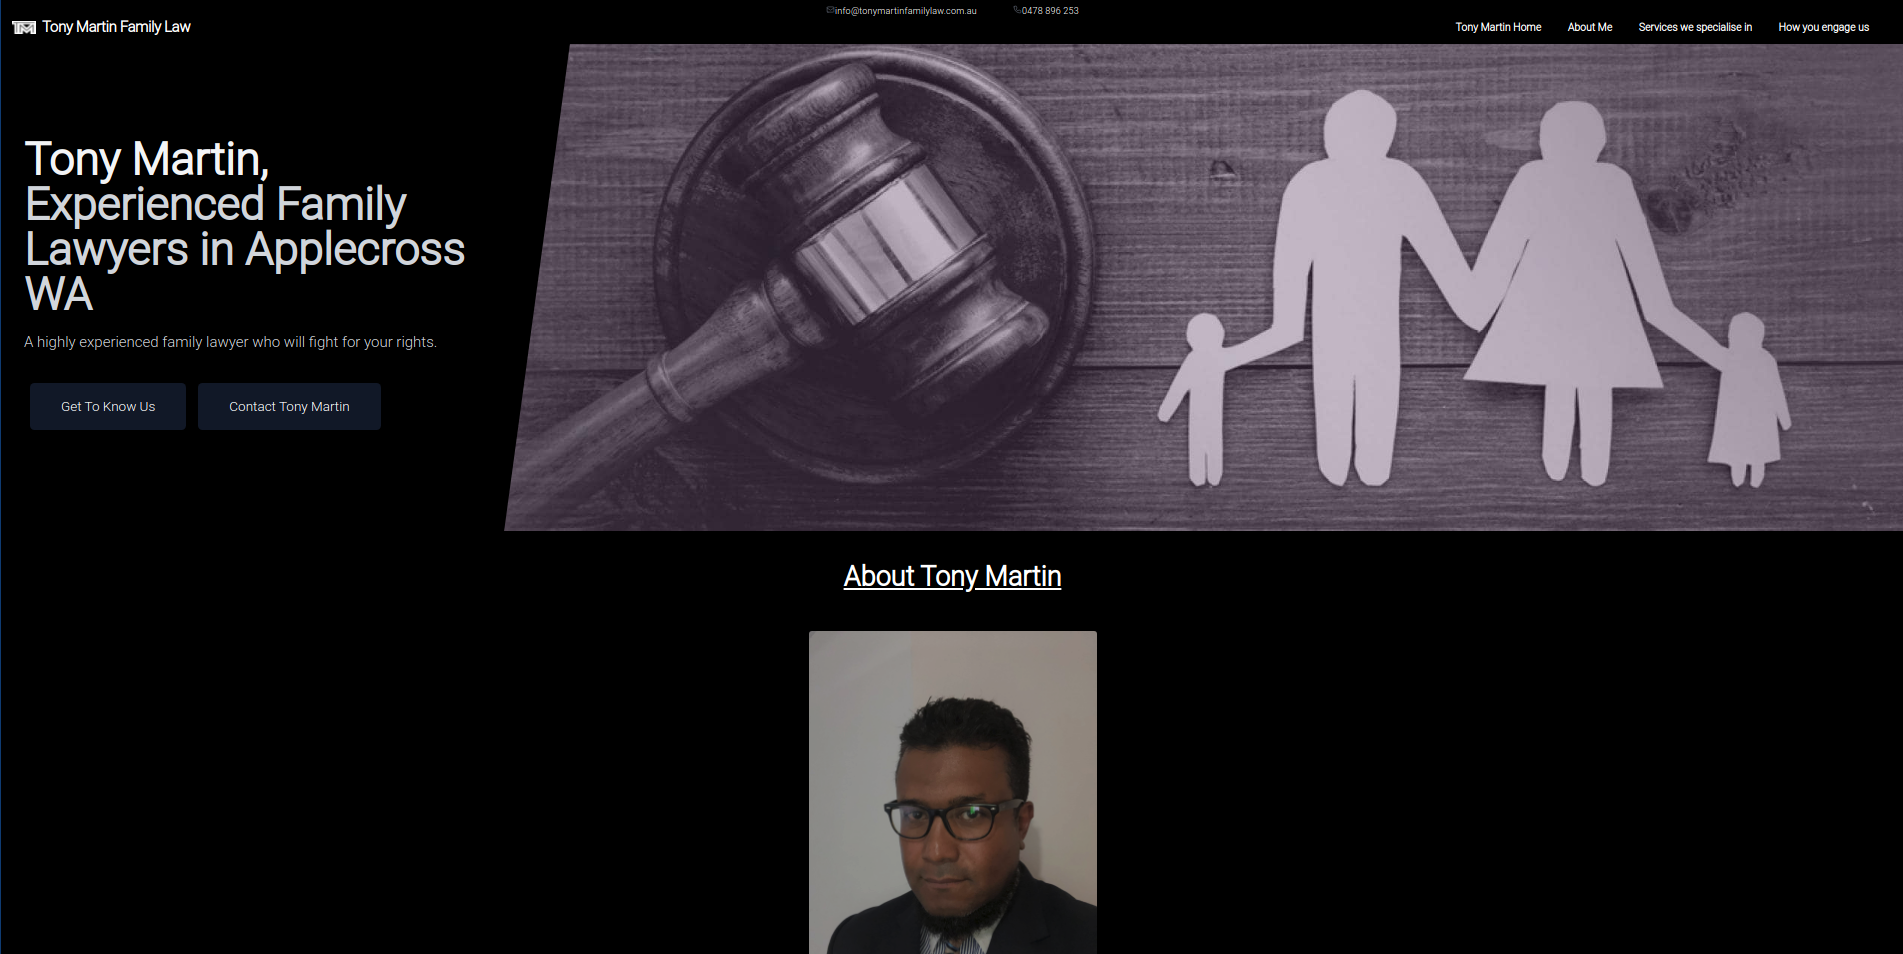 info@tonymartinfamilylaw.com.au 0478 896 253
TM Tony Martin Family Law
Tony Martin Home About Me Services we specialise in How you engage us
Tony Martin,
Experienced Family
Lawyers in Applecross
WA
A highly experienced family lawyer who will fight for your rights.
Get To Know Us Contact Tony Martin
About Tony Martin